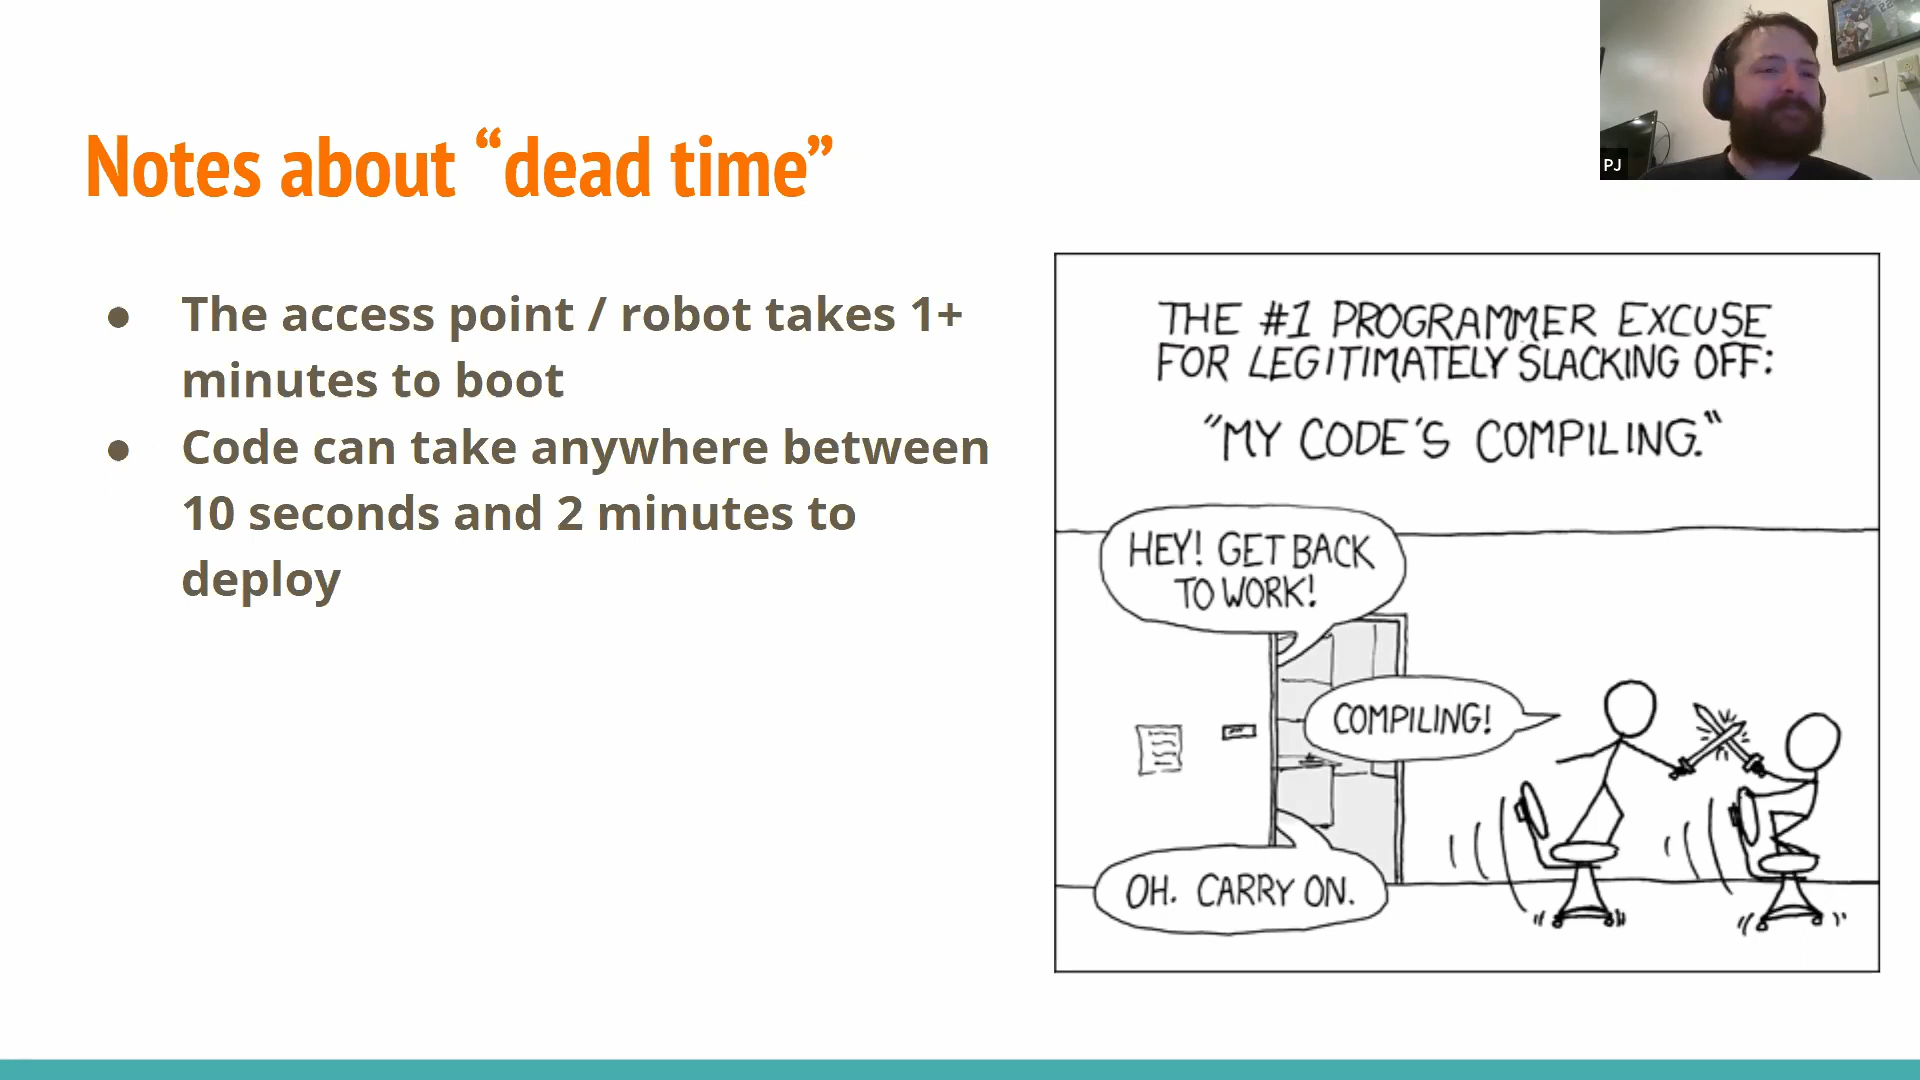 Notes about “dead time”
● The access point / robot takes 1+
minutes to boot
● Code can take anywhere between
10 seconds and 2 minutes to
deploy
THE #1 PROGRAMMER EXCUSE
FOR LEGITIMATELY SLACKING OFF:
"MY CODE'S COMPILING."
HEY! GET BACK
TO WORK!
COMPILING!
OH. CARRY ON.
PJ